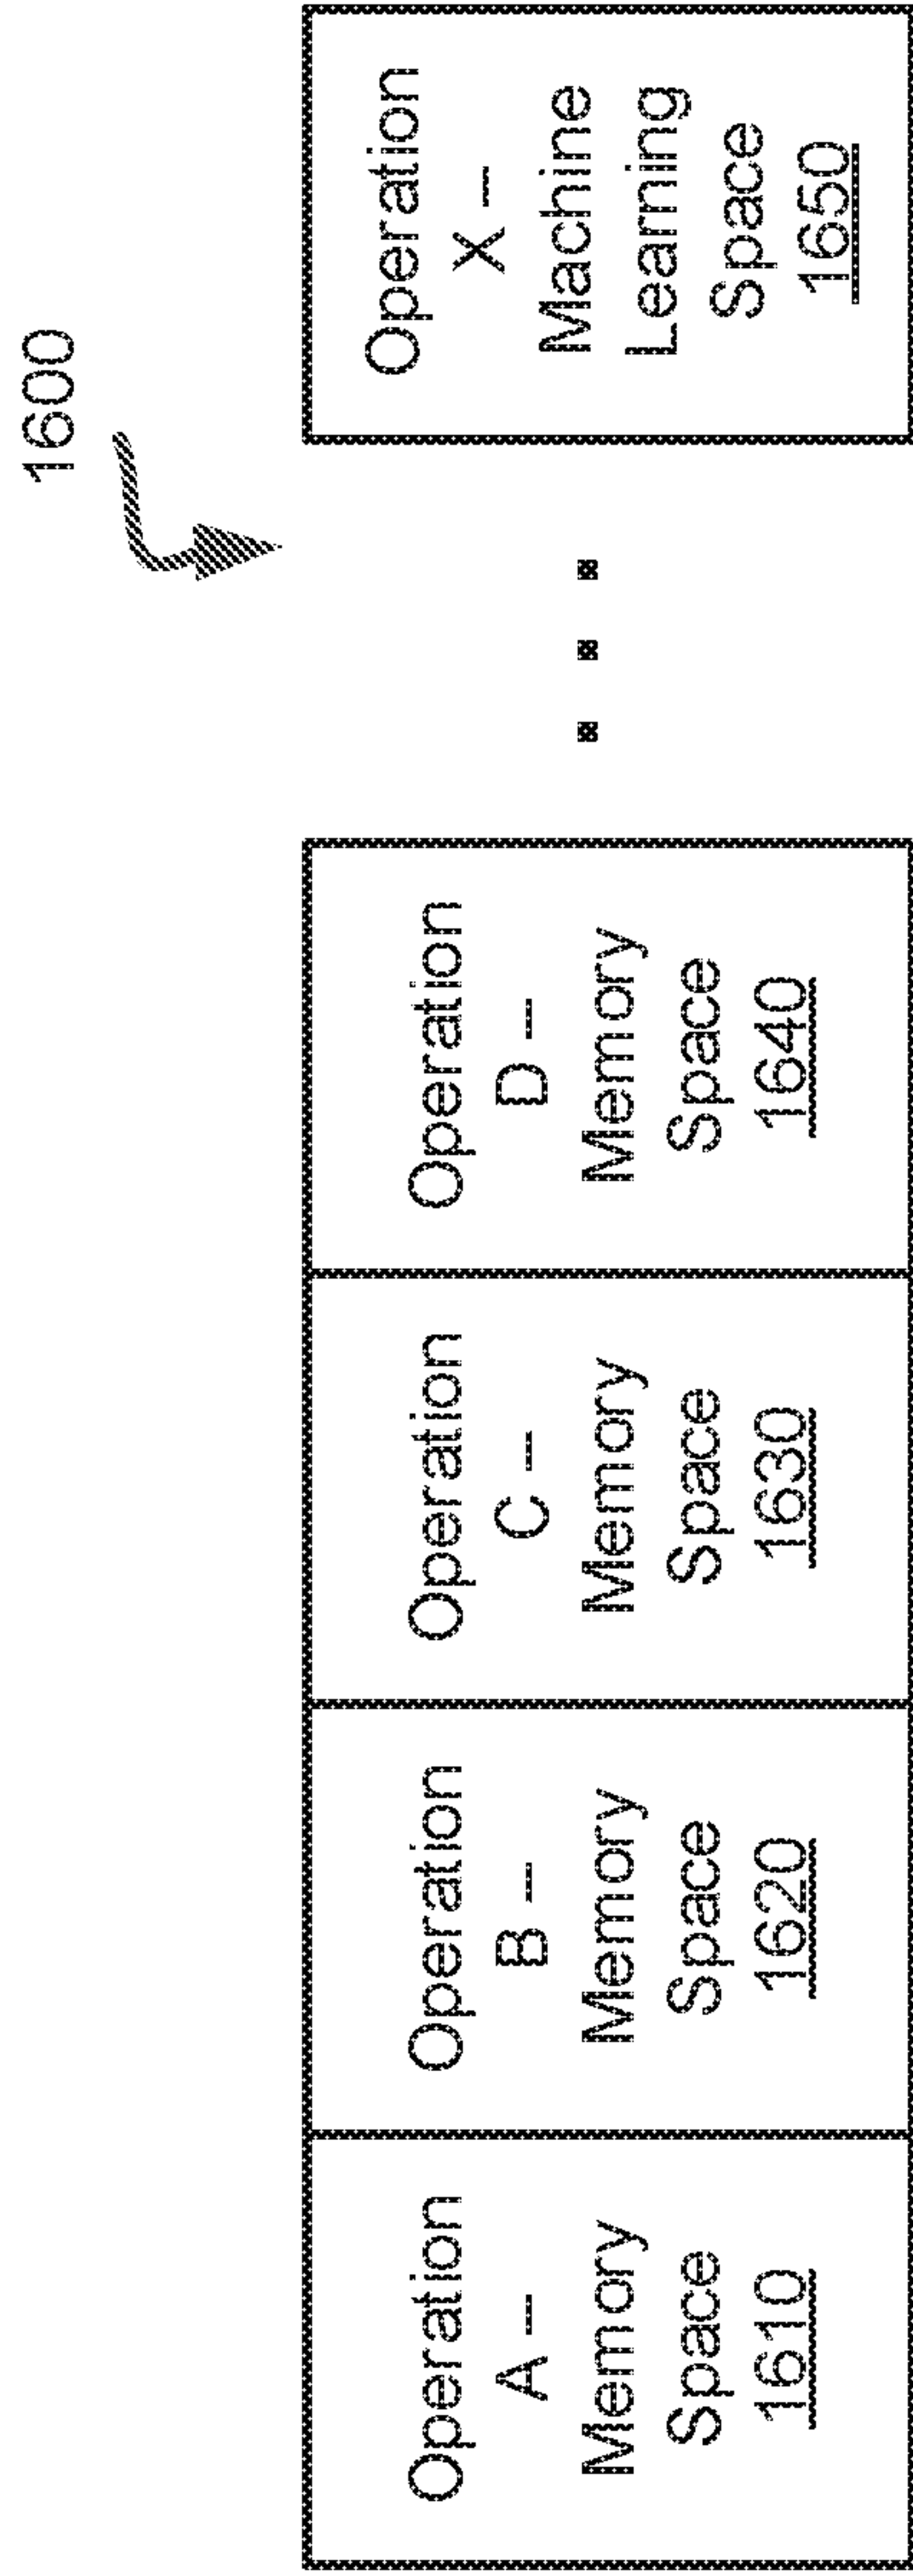 1600
Operation
A –
Memory
Space
1610
Operation
B –
Memory
Space
1620
Operation
C –
Memory
Space
1630
Operation
D –
Memory
Space
1640
Operation
X –
Machine
Learning
Space
1650